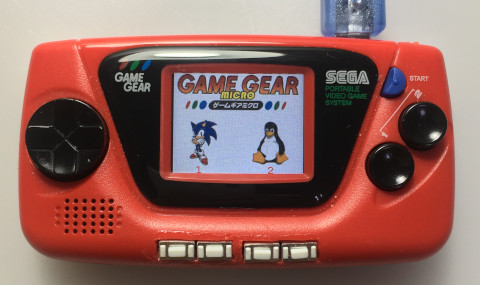 GAME
GEAR
GAME GEAR
MICRO
ゲームギアミクロ
1 2
SEGA
PORTABLE
VIDEO GAME
SYSTEM
START